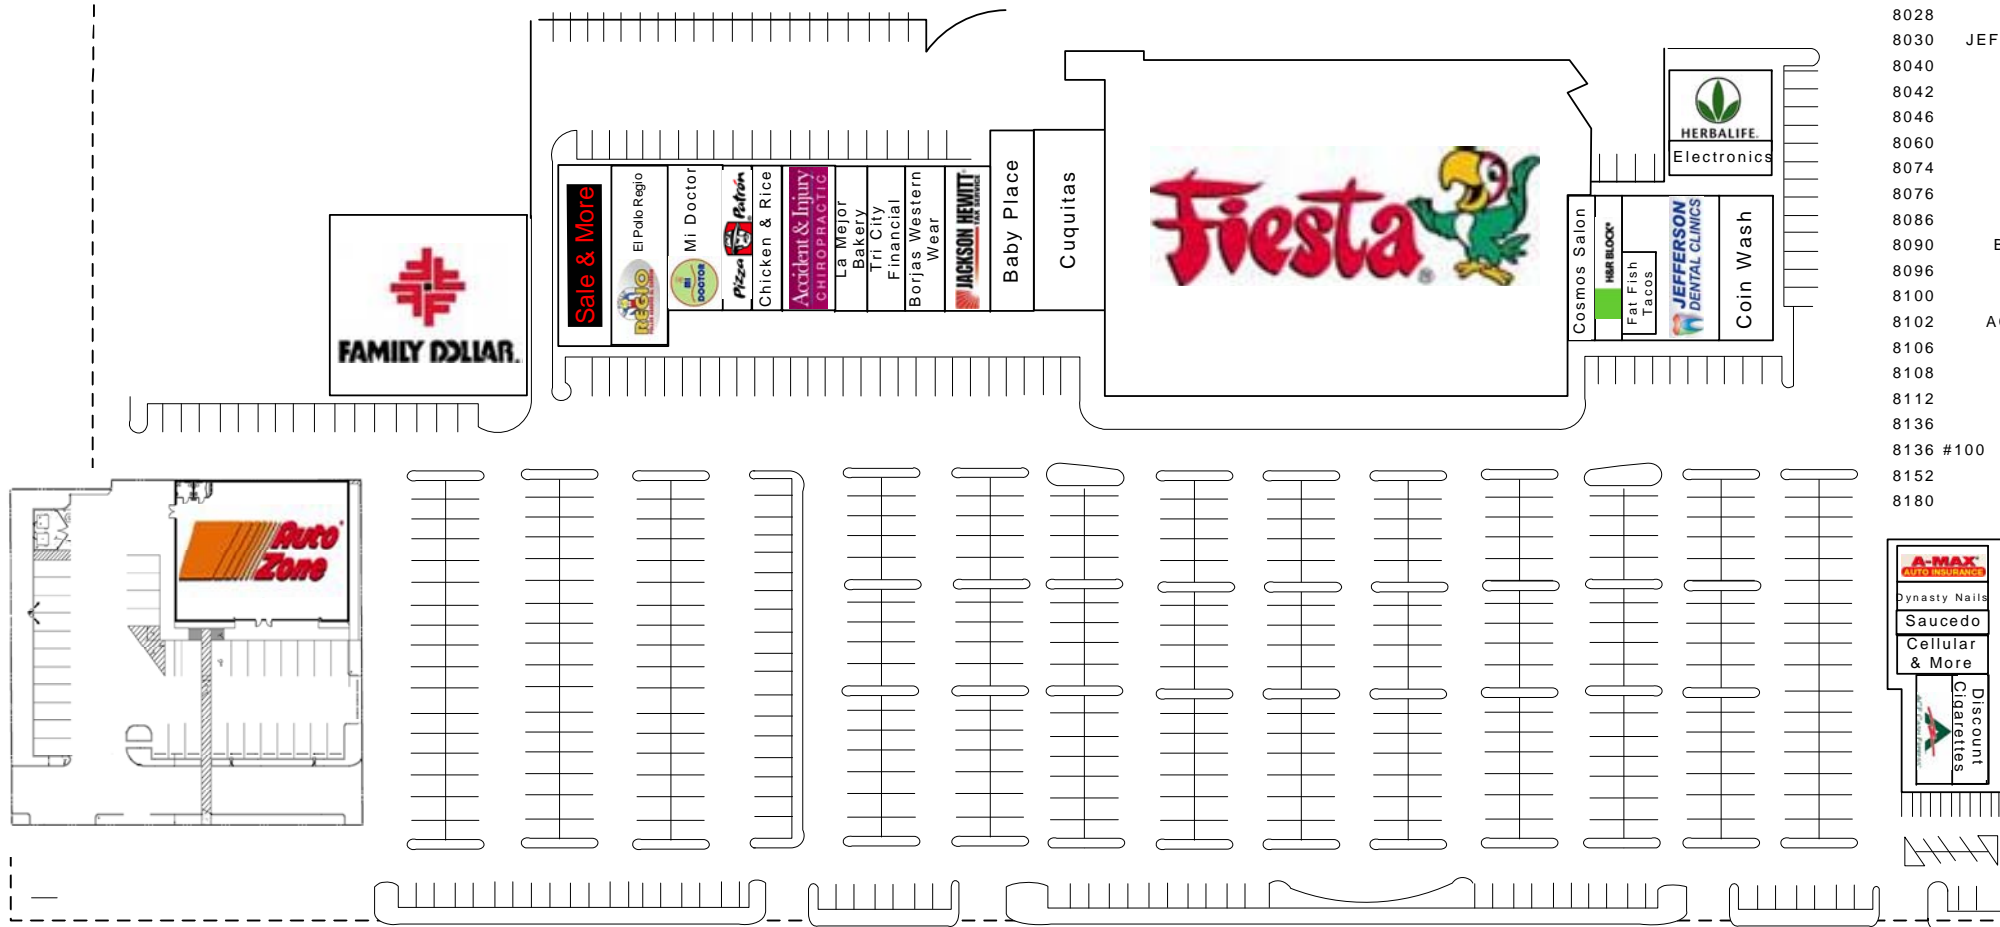 8028
8030 JEF
8040
8042
8046
8060
8074
8076
8086
8090
8096
8100
8102
8106
8108
8112
8136
8136 #100
8152
8180
FAMILY DOLLAR.
Sale & More
El Pollo Regio
REGIO
Mi Doctor
mi
DOCTOR
Pizza Patrón
Chicken & Rice
Accident & Injury
CHIROPRACTIC
La Mejor
Bakery
Tri City
Financial
Borjas Western
Wear
JACKSON HEWITT
TAX SERVICE
Baby Place
Cuquitas
Fiesta
Cosmos Salon
H&R BLOCK
Fat Fish
Tacos
JEFFERSON
DENTAL CLINICS
Coin Wash
HERBALIFE.
Electronics
Auto
Zone
A-MAX
AUTO INSURANCE
Dynasty Nails
Saucedo
Cellular
& More
Discount
Cigarettes